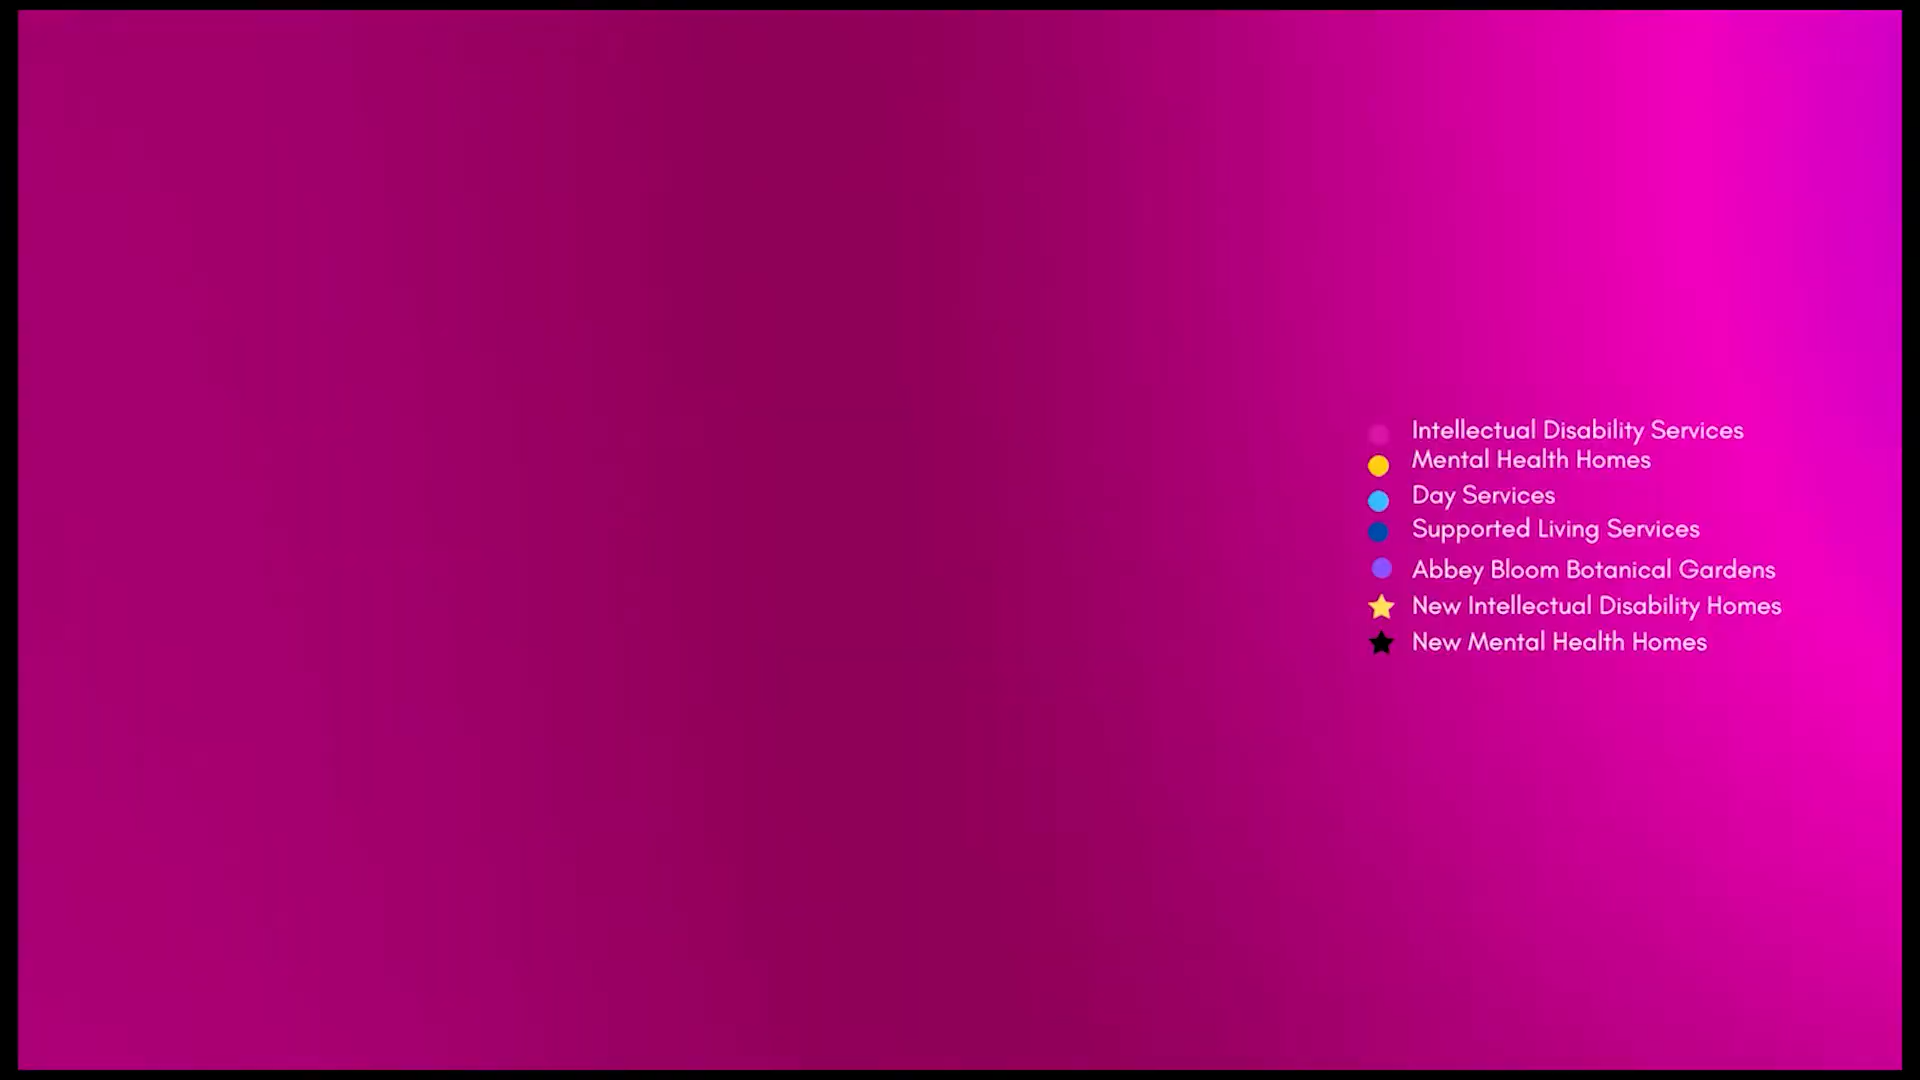 Intellectual Disability Services
Mental Health Homes
Day Services
Supported Living Services
Abbey Bloom Botanical Gardens
New Intellectual Disability Homes
New Mental Health Homes